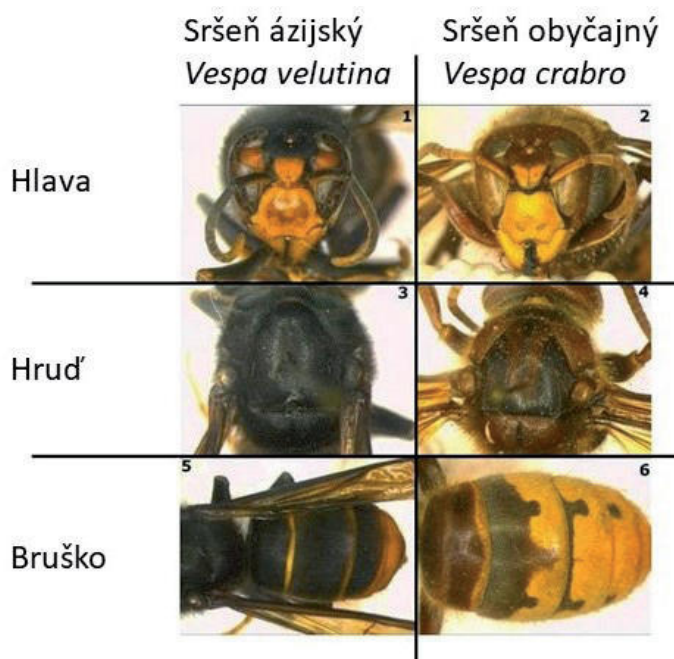 Sršeň ázijský
Vespa velutina
Sršeň obyčajný
Vespa crabro
Hlava
1
2
Hruď
3
4
Bruško
5
6